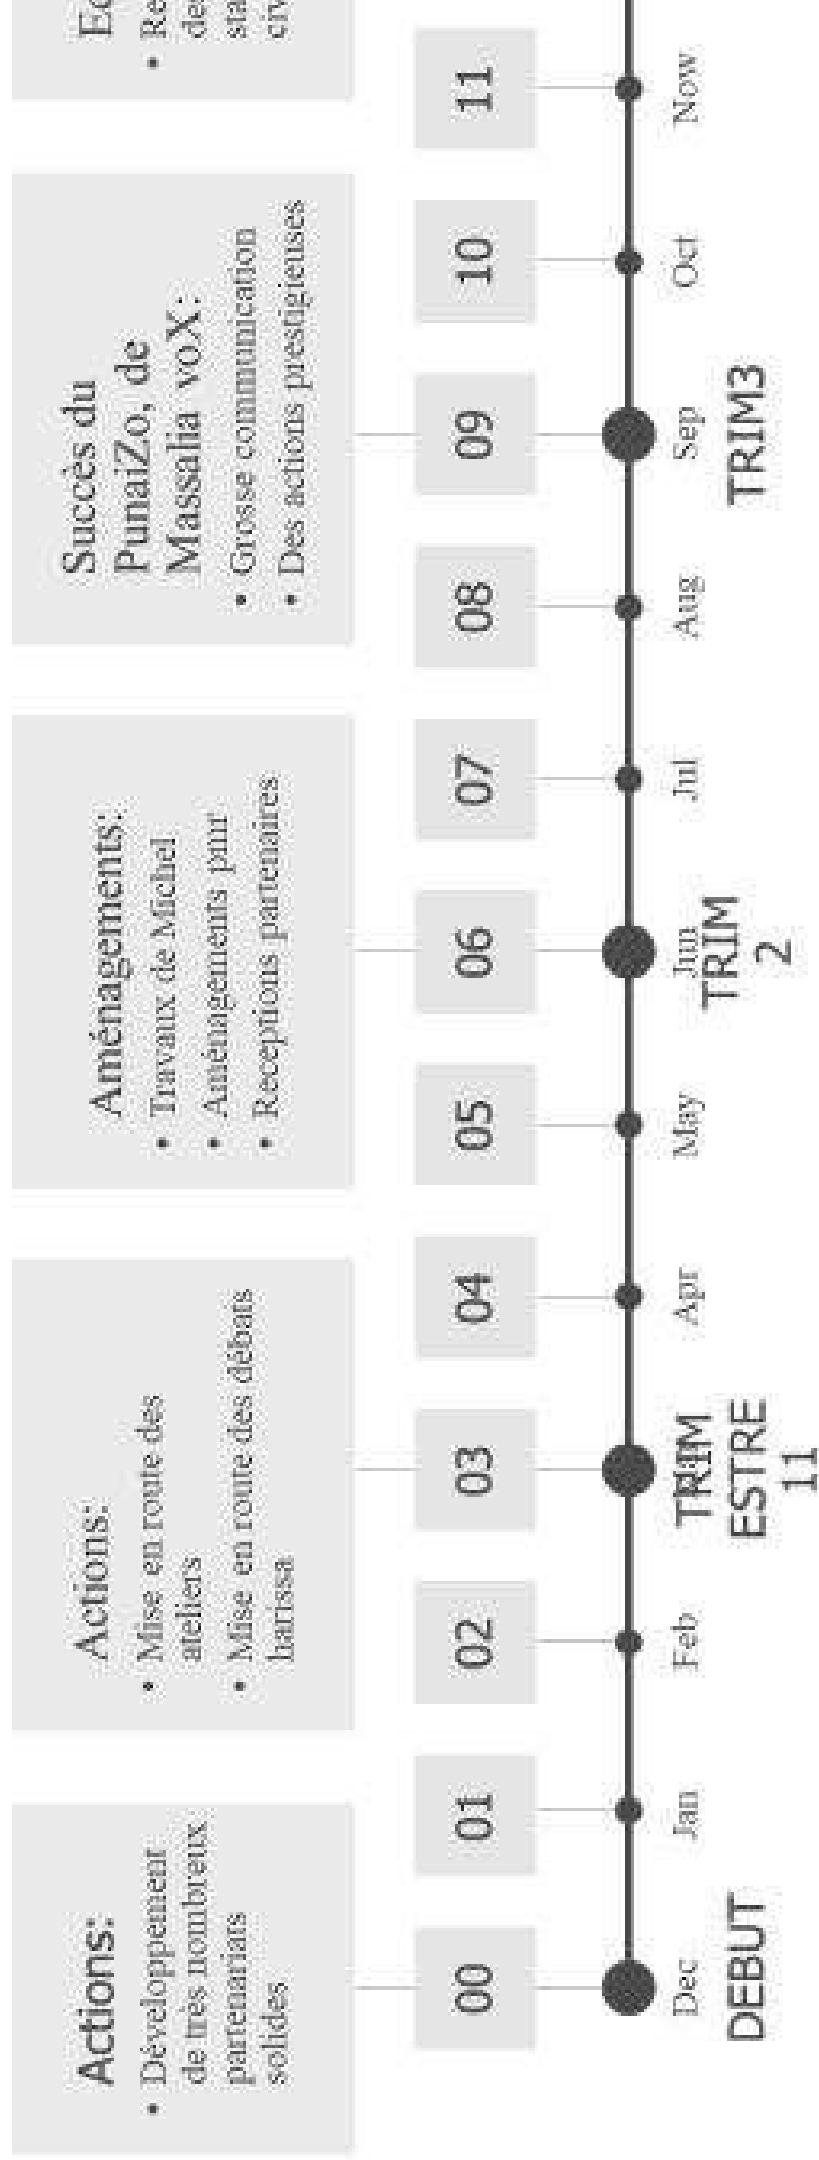 Actions:
• Développement
de très nombreux
partenariats
solides
Actions:
• Mise en route des
ateliers
• Mise en route des débats
harissa
Aménagements:
• Travaux de Michel
• Aménagements pmr
• Receptions partenaires
Succès du
PunaiZo, de
Massalia voX:
• Grosse communication
• Des actions prestigieuses
00
01
02
03
04
05
06
07
08
09
10
11
Dec
Jan
Feb
Apr
May
Jun
Jul
Aug
Sep
Oct
Now
DEBUT
TRIM
ESTRE
11
TRIM
2
TRIM3